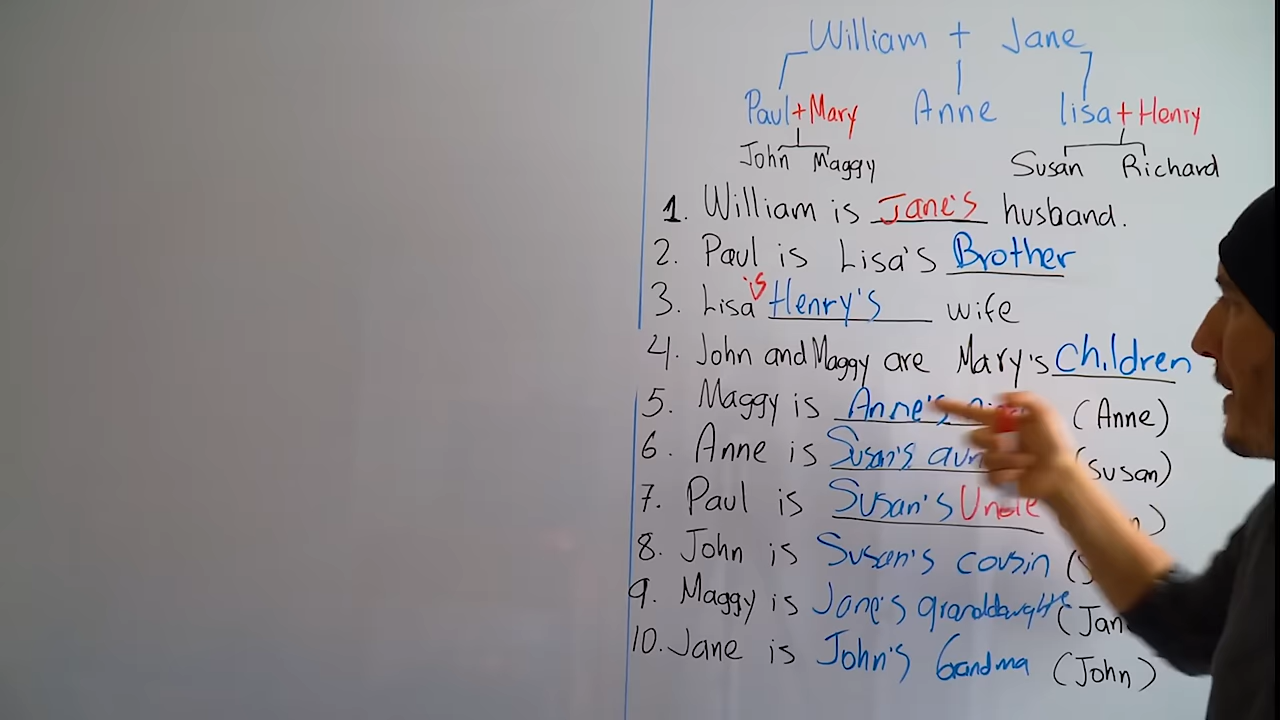 William + Jane
Paul + Mary Anne lisa + Henry
John Maggy Susan Richard
1. William is Jane's husband.
2. Paul is Lisa's Brother
3. Lisa is Henry's wife
4. John and Maggy are Mary's children
5. Maggy is Anne's (Anne)
6. Anne is Susan's (susan)
7. Paul is Susan's Uncle
8. John is Susan's cousin
9. Maggy is Jane's granddaughte
10. Jane is John's Grandma (John)